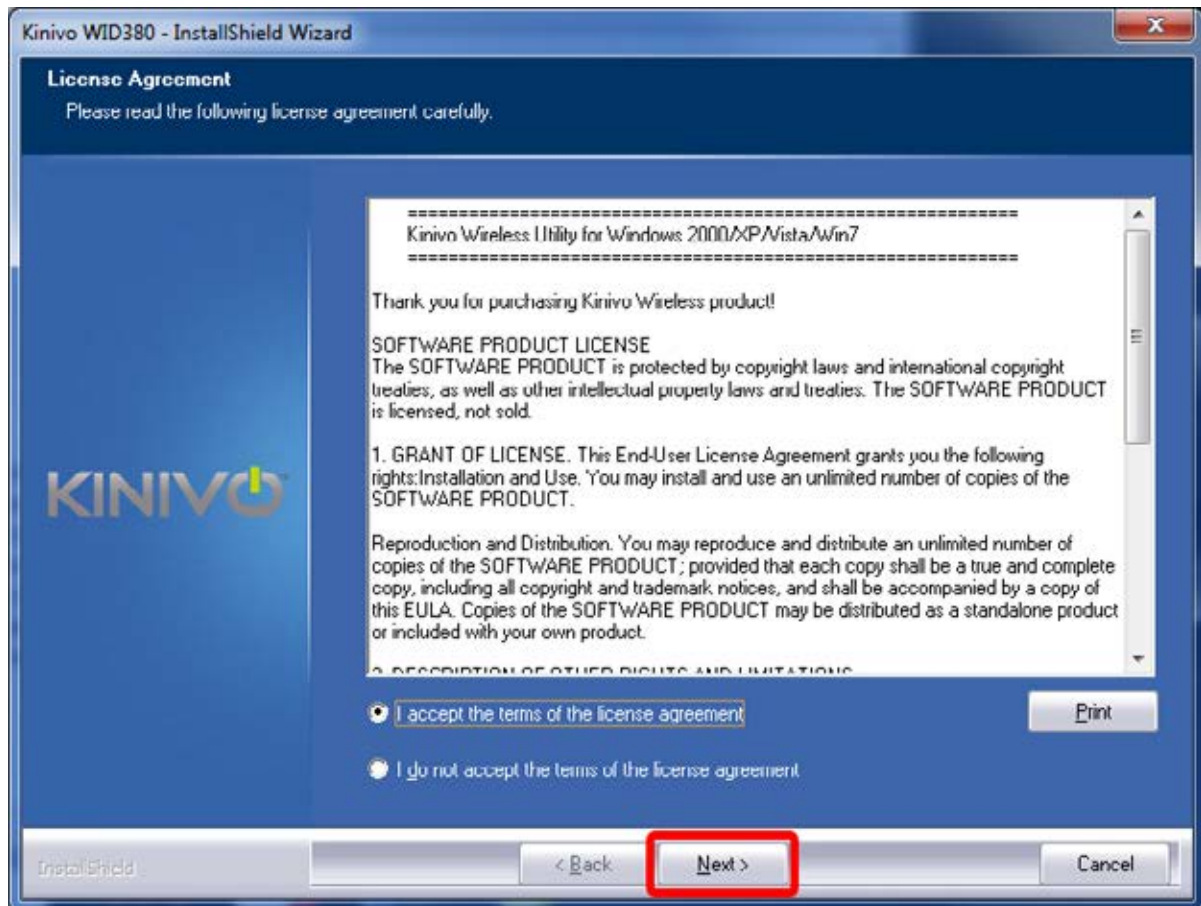 Kinivo WID380 - InstallShield Wizard
License Agreement
Please read the following license agreement carefully.
============================================================
Kinivo Wireless Utility for Windows 2000/XP/Vista/Win7
============================================================
Thank you for purchasing Kinivo Wireless product!
SOFTWARE PRODUCT LICENSE
The SOFTWARE PRODUCT is protected by copyright laws and international copyright
treaties, as well as other intellectual property laws and treaties. The SOFTWARE PRODUCT
is licensed, not sold.
1. GRANT OF LICENSE. This End-User License Agreement grants you the following
rights:Installation and Use. You may install and use an unlimited number of copies of the
SOFTWARE PRODUCT.
Reproduction and Distribution. You may reproduce and distribute an unlimited number of
copies of the SOFTWARE PRODUCT; provided that each copy shall be a true and complete
copy, including all copyright and trademark notices, and shall be accompanied by a copy of
this EULA. Copies of the SOFTWARE PRODUCT may be distributed as a standalone product
or included with your own product.
2. DESCRIPTION OF OTHER RIGHTS AND LIMITATIONS
KINIVO
I accept the terms of the license agreement
Print
I do not accept the terms of the license agreement
InstallShield
< Back
Next >
Cancel